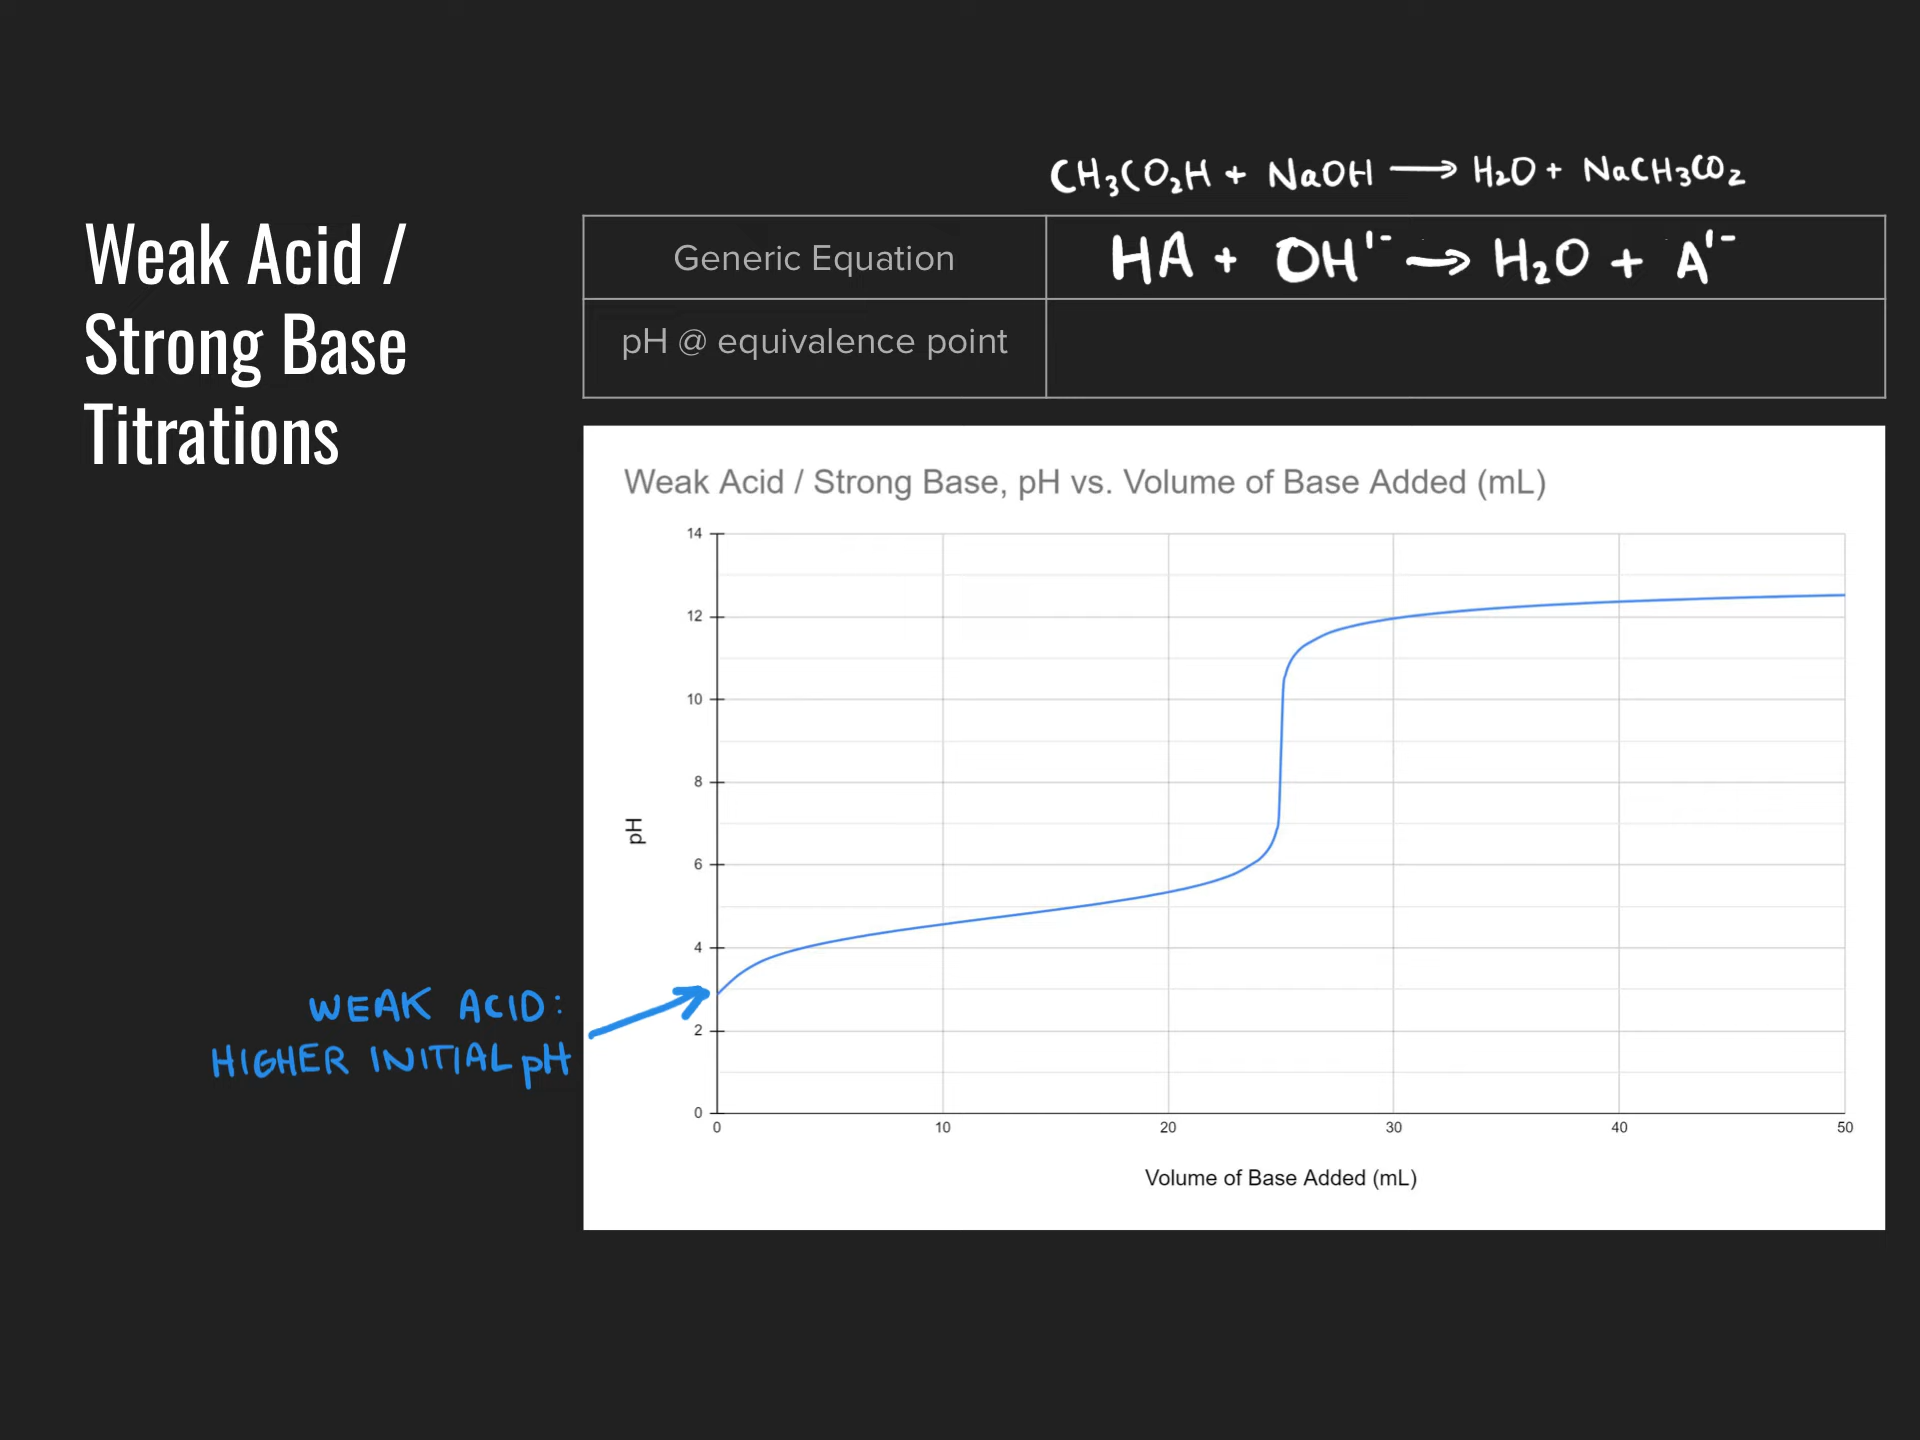 Weak Acid /
Strong Base
Titrations
CH₃CO₂H + NaOH ⟶ H₂O + NaCH₃CO₂
Generic Equation
HA + OH¹⁻ ⟶ H₂O + A¹⁻
pH @ equivalence point
Weak Acid / Strong Base, pH vs. Volume of Base Added (mL)
14
12
10
8
6
4
2
0
pH
0 10 20 30 40 50
Volume of Base Added (mL)
WEAK ACID:
HIGHER INITIAL pH